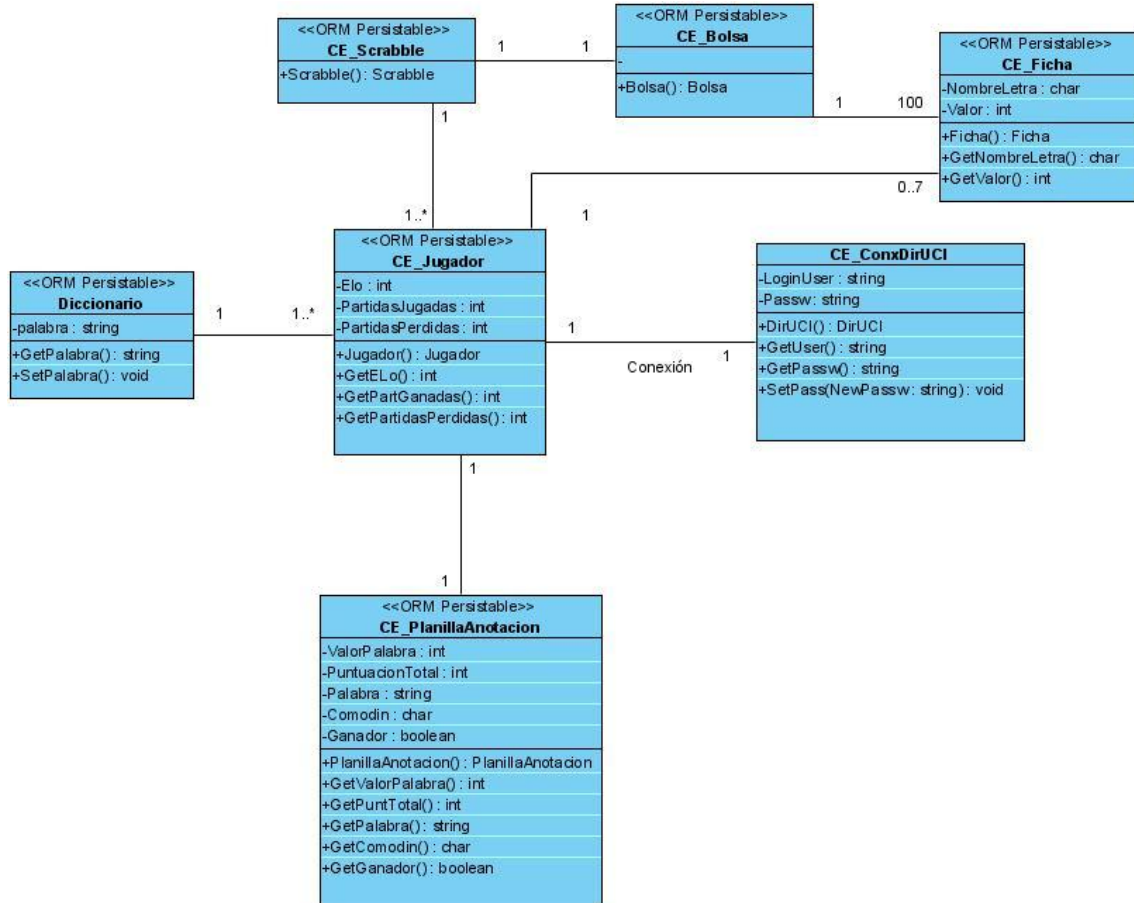 <<ORM Persistable>>
CE_Scrabble
+Scrabble() : Scrabble
1
1
1
<<ORM Persistable>>
CE_Bolsa
-
+Bolsa() : Bolsa
1
100
<<ORM Persistable>>
CE_Ficha
-NombreLetra : char
-Valor : int
+Ficha() : Ficha
+GetNombreLetra() : char
+GetValor() : int
0..7
1
1..*
<<ORM Persistable>>
CE_Jugador
-Elo : int
-PartidasJugadas : int
-PartidasPerdidas : int
+Jugador() : Jugador
+GetELo() : int
+GetPartGanadas() : int
+GetPartidasPerdidas() : int
<<ORM Persistable>>
Diccionario
-palabra : string
+GetPalabra() : string
+SetPalabra() : void
1
1..*
1
Conexión
1
CE_ConxDirUCI
-LoginUser : string
-Passw : string
+DirUCI() : DirUCI
+GetUser() : string
+GetPassw() : string
+SetPass(NewPassw : string) : void
1
1
<<ORM Persistable>>
CE_PlanillaAnotacion
-ValorPalabra : int
-PuntuacionTotal : int
-Palabra : string
-Comodin : char
-Ganador : boolean
+PlanillaAnotacion() : PlanillaAnotacion
+GetValorPalabra() : int
+GetPuntTotal() : int
+GetPalabra() : string
+GetComodin() : char
+GetGanador() : boolean